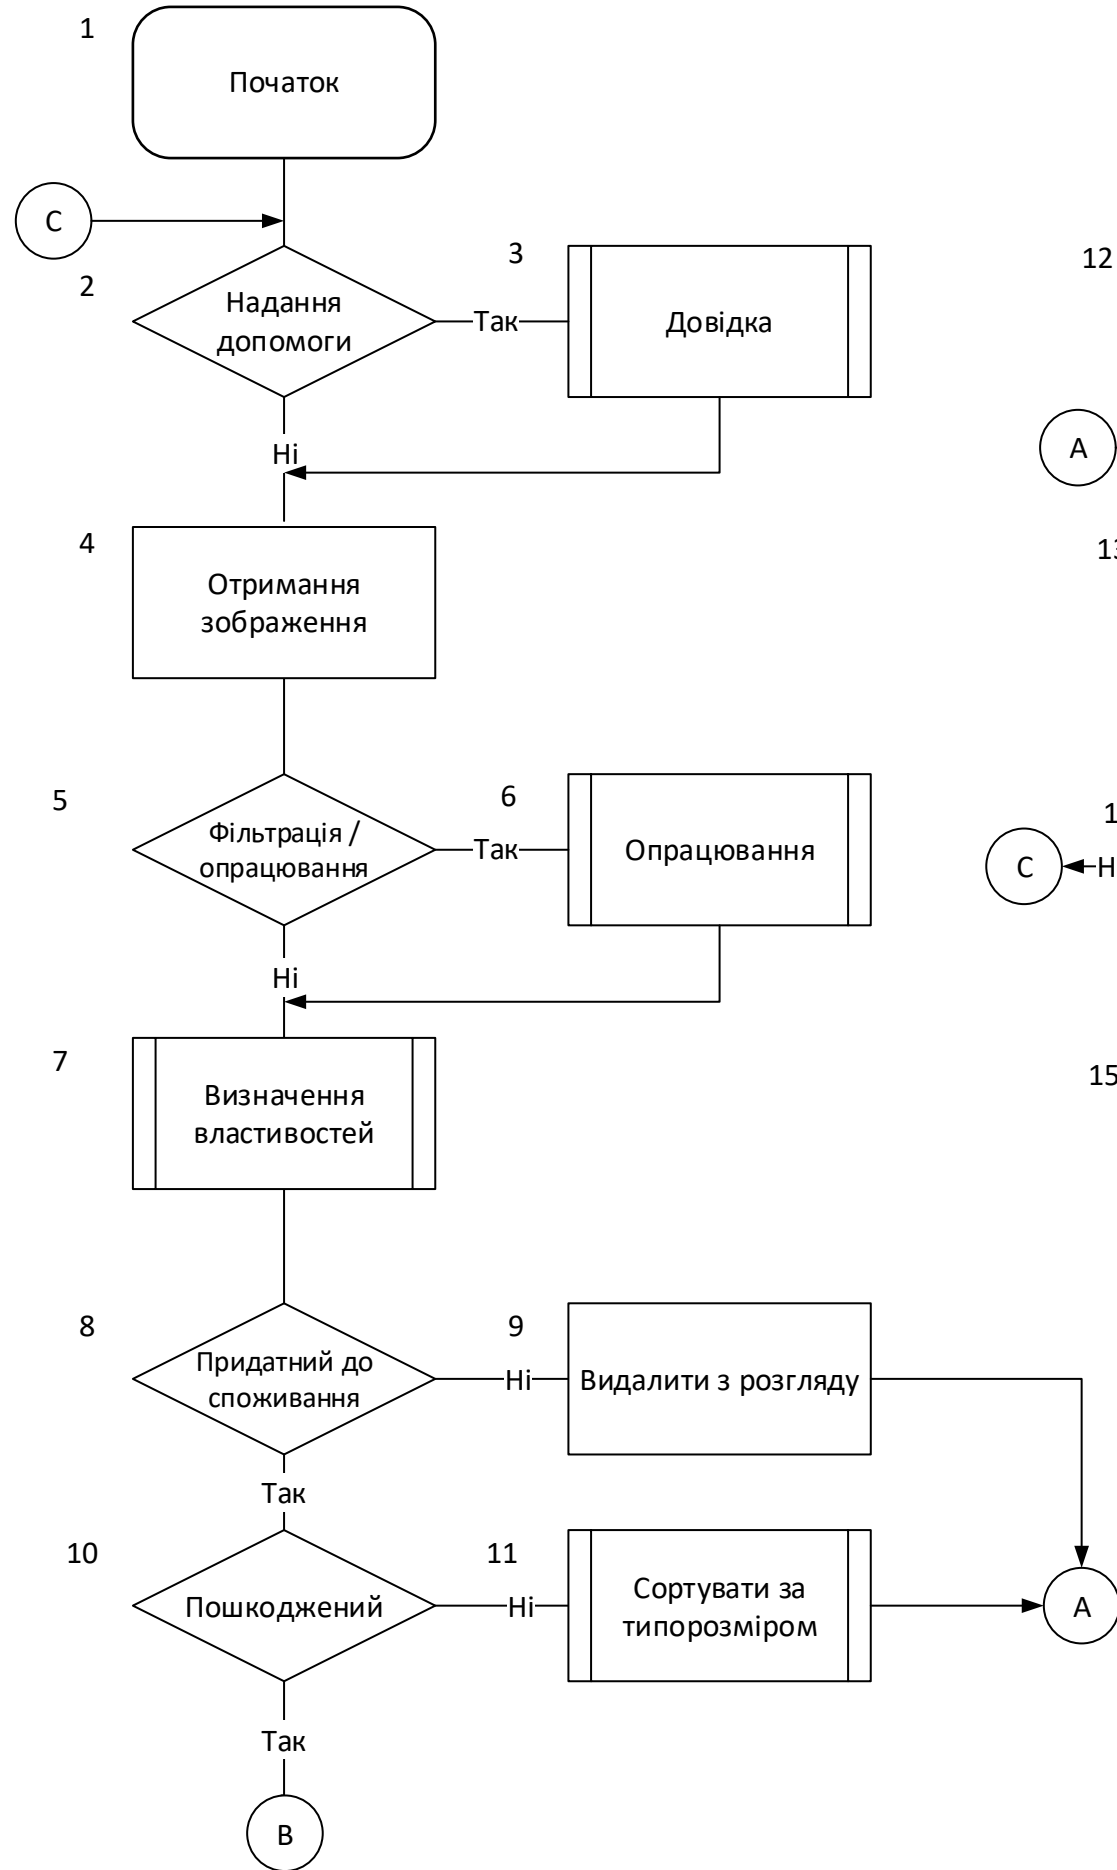 1
Початок
C
2
Надання
допомоги
Так
3
Довідка
Ні
4
Отримання
зображення
5
Фільтрація /
опрацювання
Так
6
Опрацювання
Ні
7
Визначення
властивостей
8
Придатний до
споживання
Ні
9
Видалити з розгляду
Так
10
Пошкоджений
Ні
11
Сортувати за
типорозміром
A
Так
B
12
A
C
15